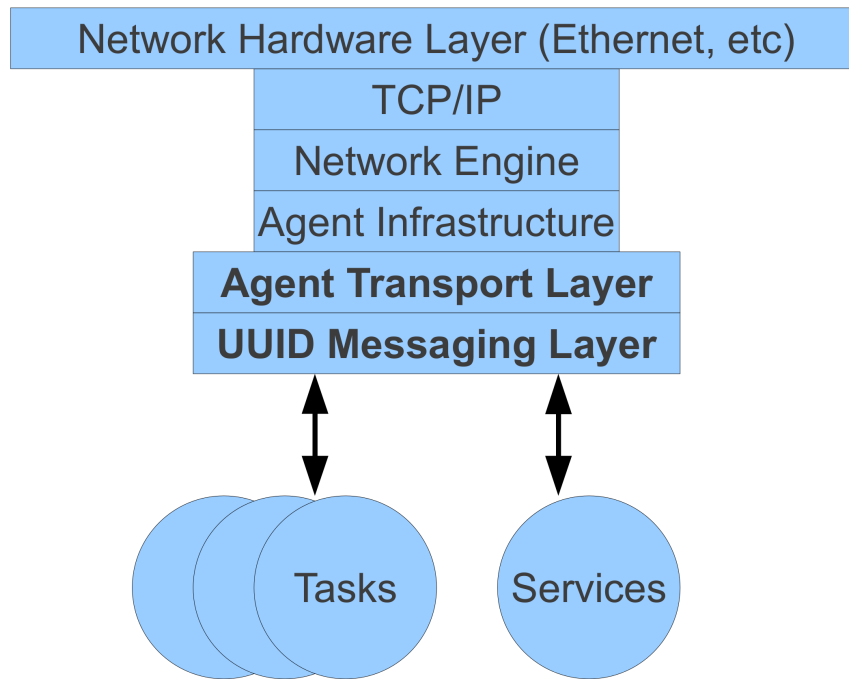 Network Hardware Layer (Ethernet, etc)
TCP/IP
Network Engine
Agent Infrastructure
Agent Transport Layer
UUID Messaging Layer
Tasks
Services